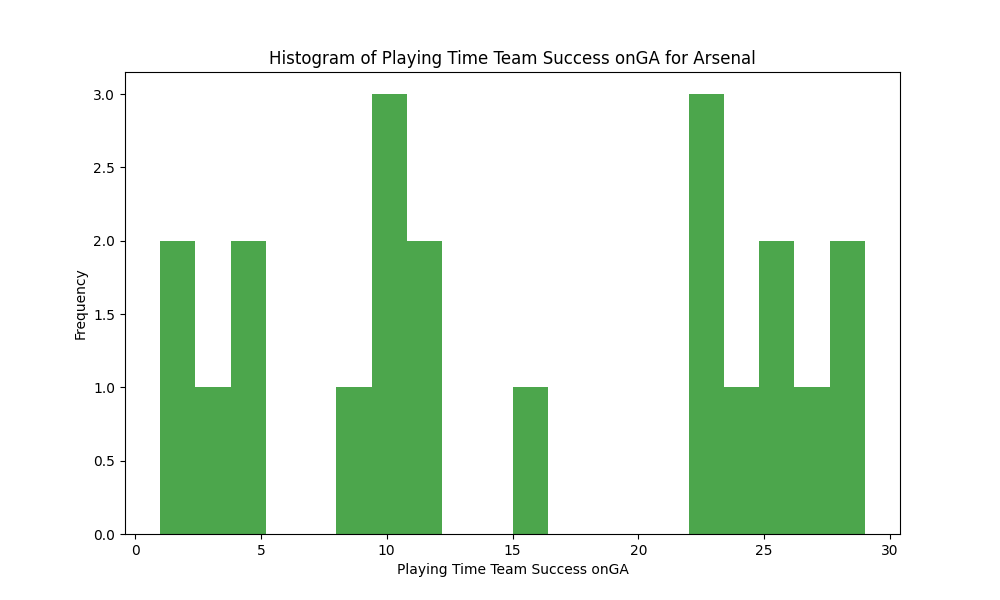 Histogram of Playing Time Team Success onGA for Arsenal
3.0
2.5
2.0
1.5
1.0
0.5
0.0
Frequency
0 5 10 15 20 25 30
Playing Time Team Success onGA